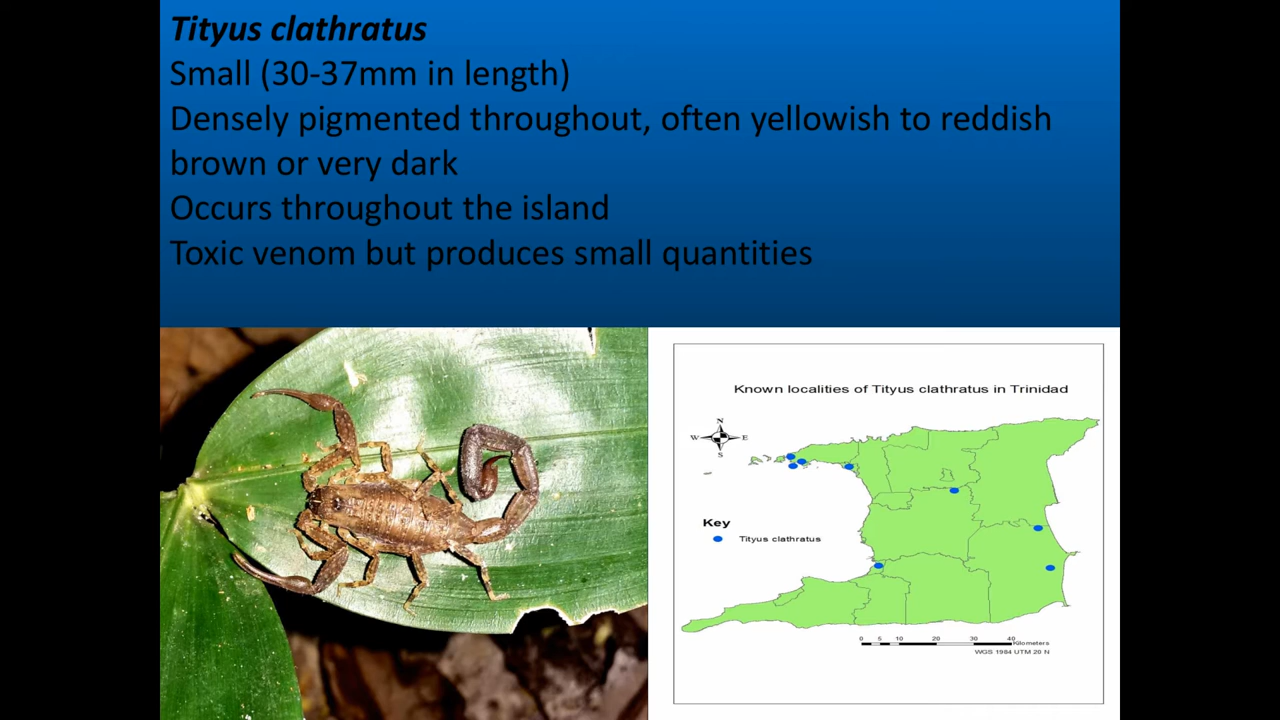 Tityus clathratus
Small (30-37mm in length)
Densely pigmented throughout, often yellowish to reddish
brown or very dark
Occurs throughout the island
Toxic venom but produces small quantities
Known localities of Tityus clathratus in Trinidad
N
W E
S
Key
Tityus clathratus
0 5 10 20 30 40
Kilometers
WGS 1984 UTM 20 N